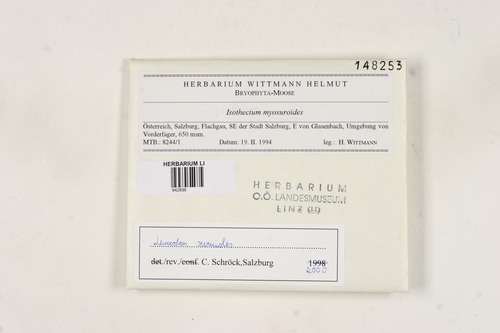 148253
HERBARIUM WITTMANN HELMUT
BRYOPHYTA-MOOSE
Isothecium myosuroides
Österreich, Salzburg, Flachgau, SE der Stadt Salzburg, E von Glasenbach, Umgebung von
Vorderfager, 650 msm.
MTB.: 8244/1 Datum: 19. II. 1994 leg.: H. WITTMANN
HERBARIUM LI
HERBARIUM
O.Ö. LANDESMUSEUM
LINZ
det./rev./conf. C. Schröck,Salzburg 1998
2000